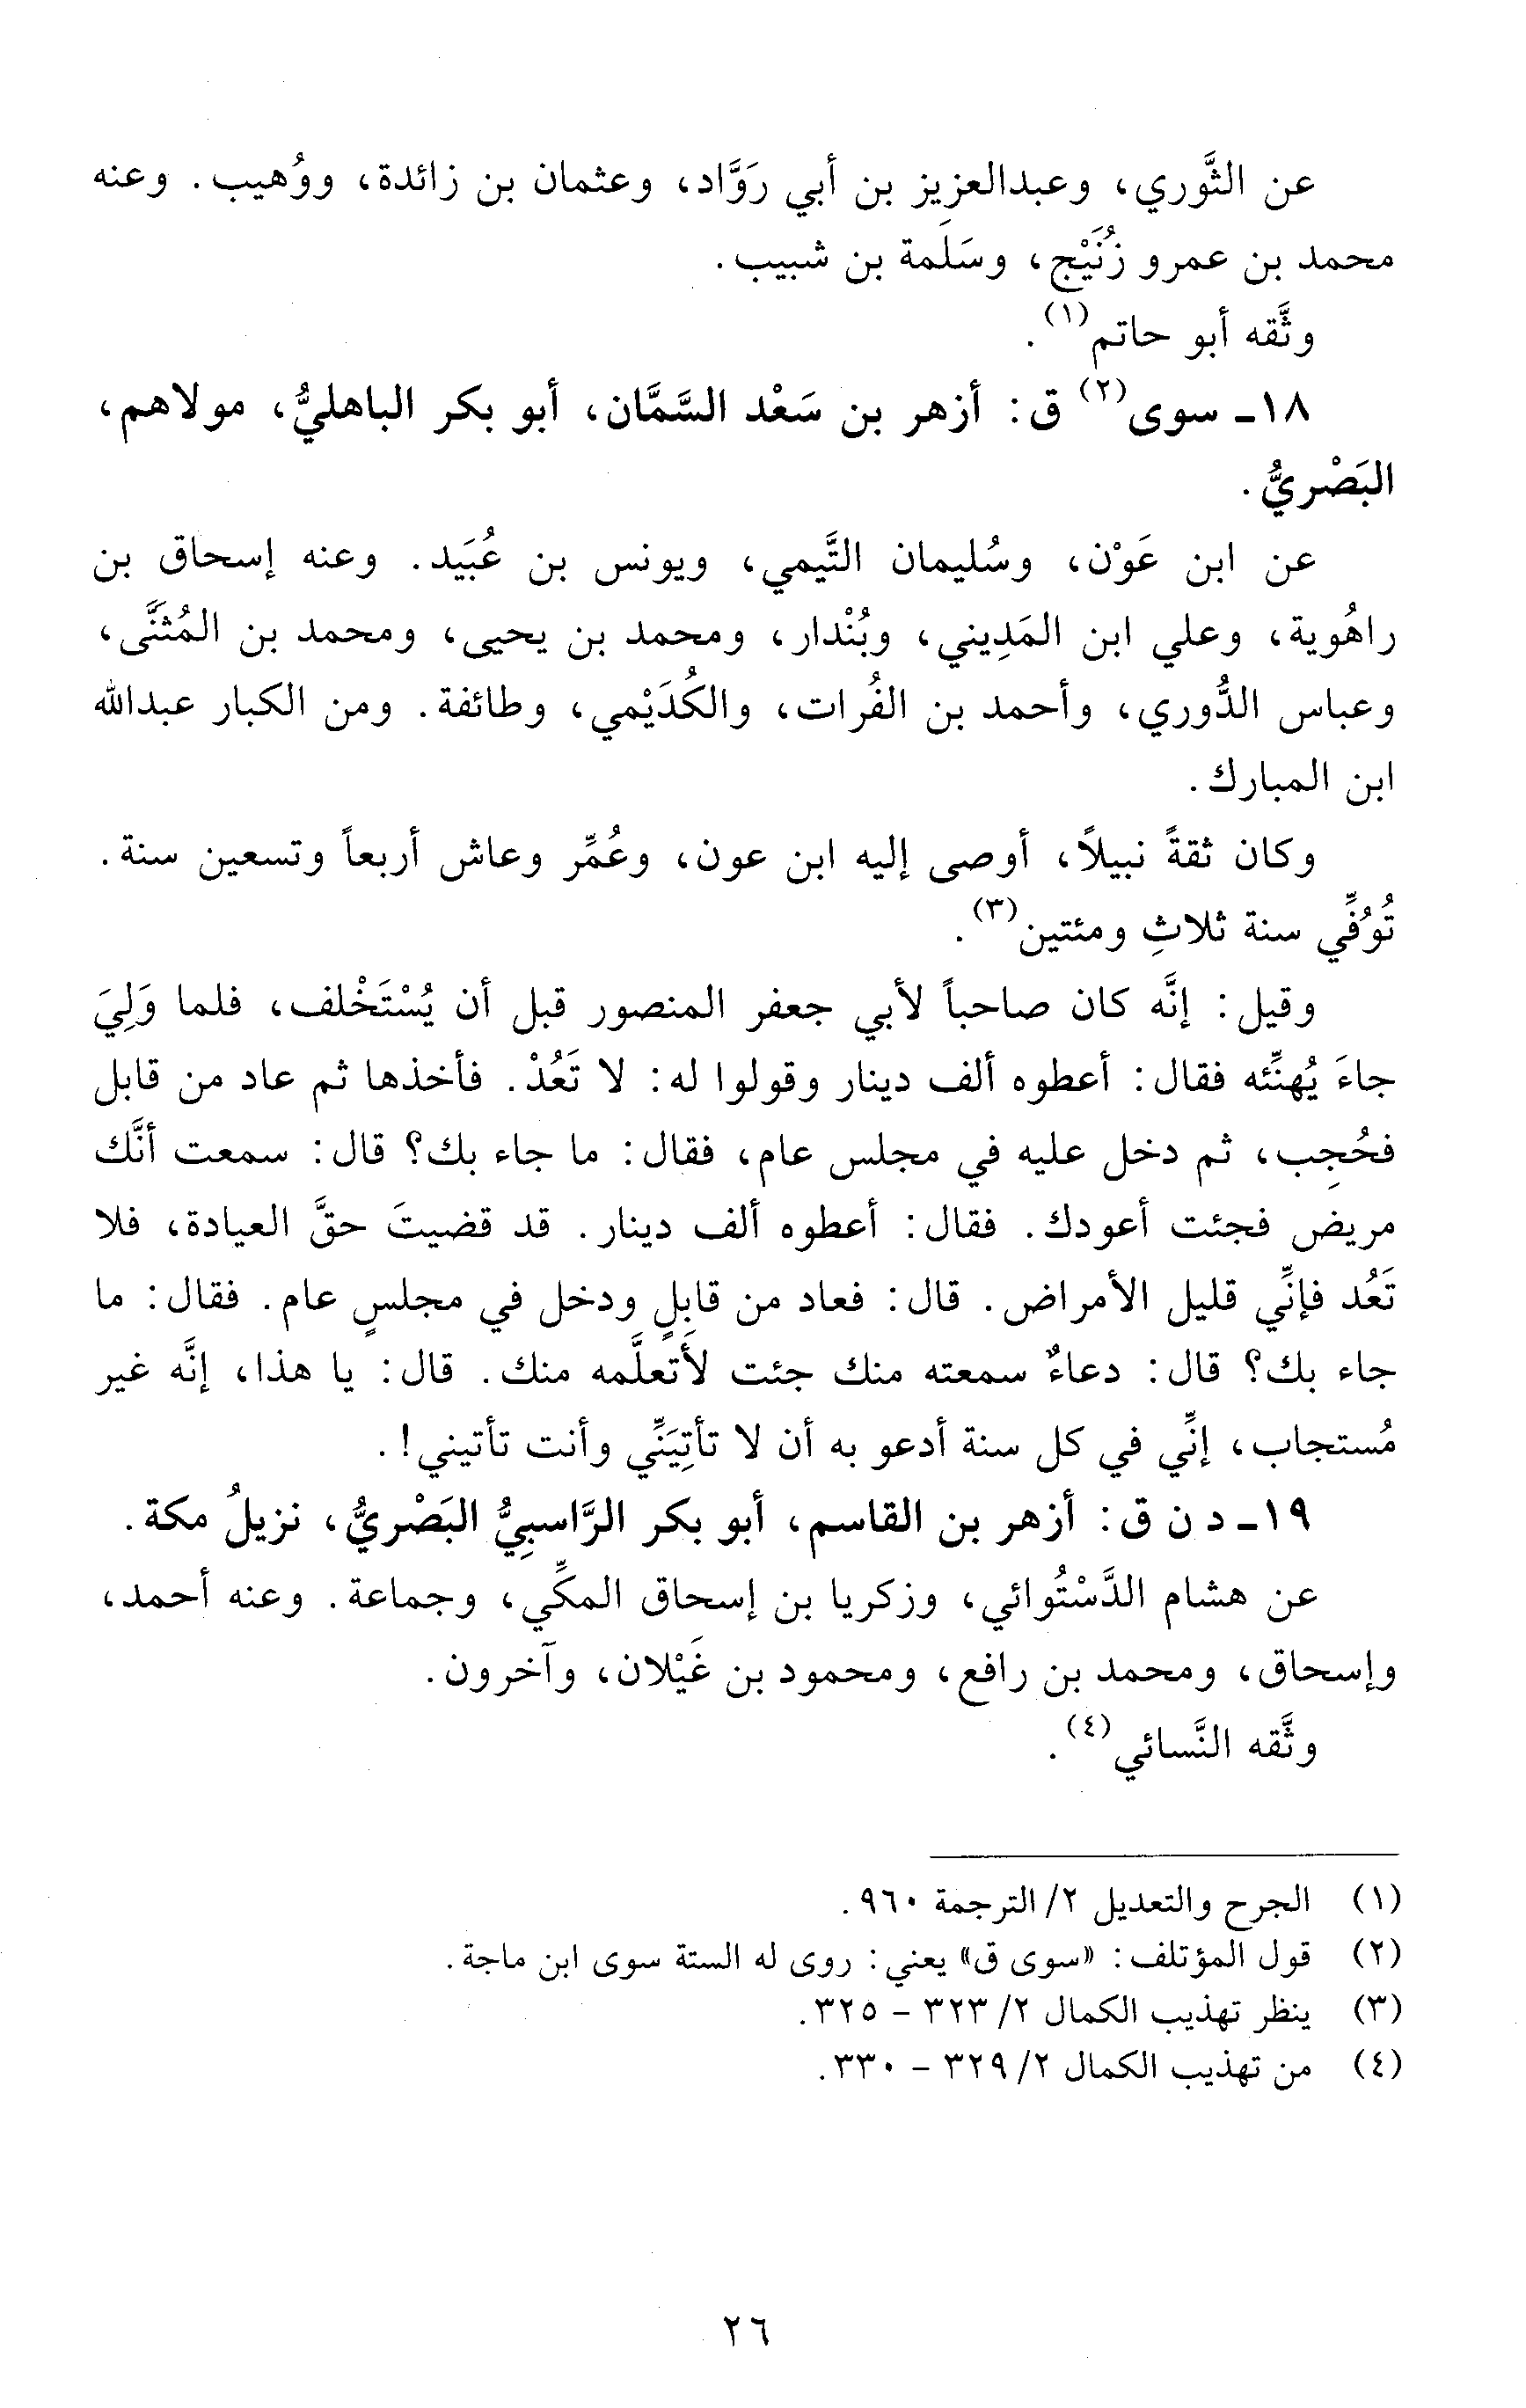 عن الثَّوري، وعبدالعزيز بن أبي رَوَّاد، وعثمان بن زائدة، ووُهيب. وعنه
محمد بن عمرو زُنَيْج، وسَلَمة بن شبيب.
وثَّقه أبو حاتم(١).
١٨ـ سوى(٢) ق: أزهر بن سَعْد السَّمَّان، أبو بكر الباهليُّ، مولاهم،
البَصْريُّ.
عن ابن عَوْن، وسُليمان التَّيمي، ويونس بن عُبَيد. وعنه إسحاق بن
راهُوية، وعلي ابن المَدِيني، وبُنْدار، ومحمد بن يحيى، ومحمد بن المُثنَّى،
وعباس الدُّوري، وأحمد بن الفُرات، والكُدَيْمي، وطائفة. ومن الكبار عبدالله
ابن المبارك.
وكان ثقةً نبيلاً، أوصى إليه ابن عون، وعُمِّر وعاش أربعاً وتسعين سنة.
تُوُفِّي سنة ثلاثِ ومئتين(٣).
وقيل: إنَّه كان صاحباً لأبي جعفر المنصور قبل أن يُسْتَخْلف، فلما وَلِيَ
جاءَ يُهنِّئه فقال: أعطوه ألف دينار وقولوا له: لا تَعُدْ. فأخذها ثم عاد من قابل
فحُجِب، ثم دخل عليه في مجلس عام، فقال: ما جاء بك؟ قال: سمعت أنَّك
مريض فجئت أعودك. فقال: أعطوه ألف دينار. قد قضيتَ حقَّ العيادة، فلا
تَعُد فإنِّي قليل الأمراض. قال: فعاد من قابِلٍ ودخل في مجلسٍ عام. فقال: ما
جاء بك؟ قال: دعاءٌ سمعته منك جئت لأَتعلَّمه منك. قال: يا هذا، إنَّه غير
مُستجاب، إنِّي في كل سنة أدعو به أن لا تأتِيَنِّي وأنت تأتيني!.
١٩ـ د ن ق: أزهر بن القاسم، أبو بكر الرَّاسبِيُّ البَصْريُّ، نزيلُ مكة.
عن هشام الدَّسْتُوائي، وزكريا بن إسحاق المكِّي، وجماعة. وعنه أحمد،
وإسحاق، ومحمد بن رافع، ومحمود بن غَيْلان، وآخرون.
وثَّقه النَّسائي(٤).
(١) الجرح والتعديل ٢/ الترجمة ٩٦٠.
(٢) قول المؤتلف: «سوى ق» يعني: روى له الستة سوى ابن ماجة.
(٣) ينظر تهذيب الكمال ٢/ ٣٢٣ - ٣٢٥.
(٤) من تهذيب الكمال ٢/ ٣٢٩ - ٣٣٠.
٢٦